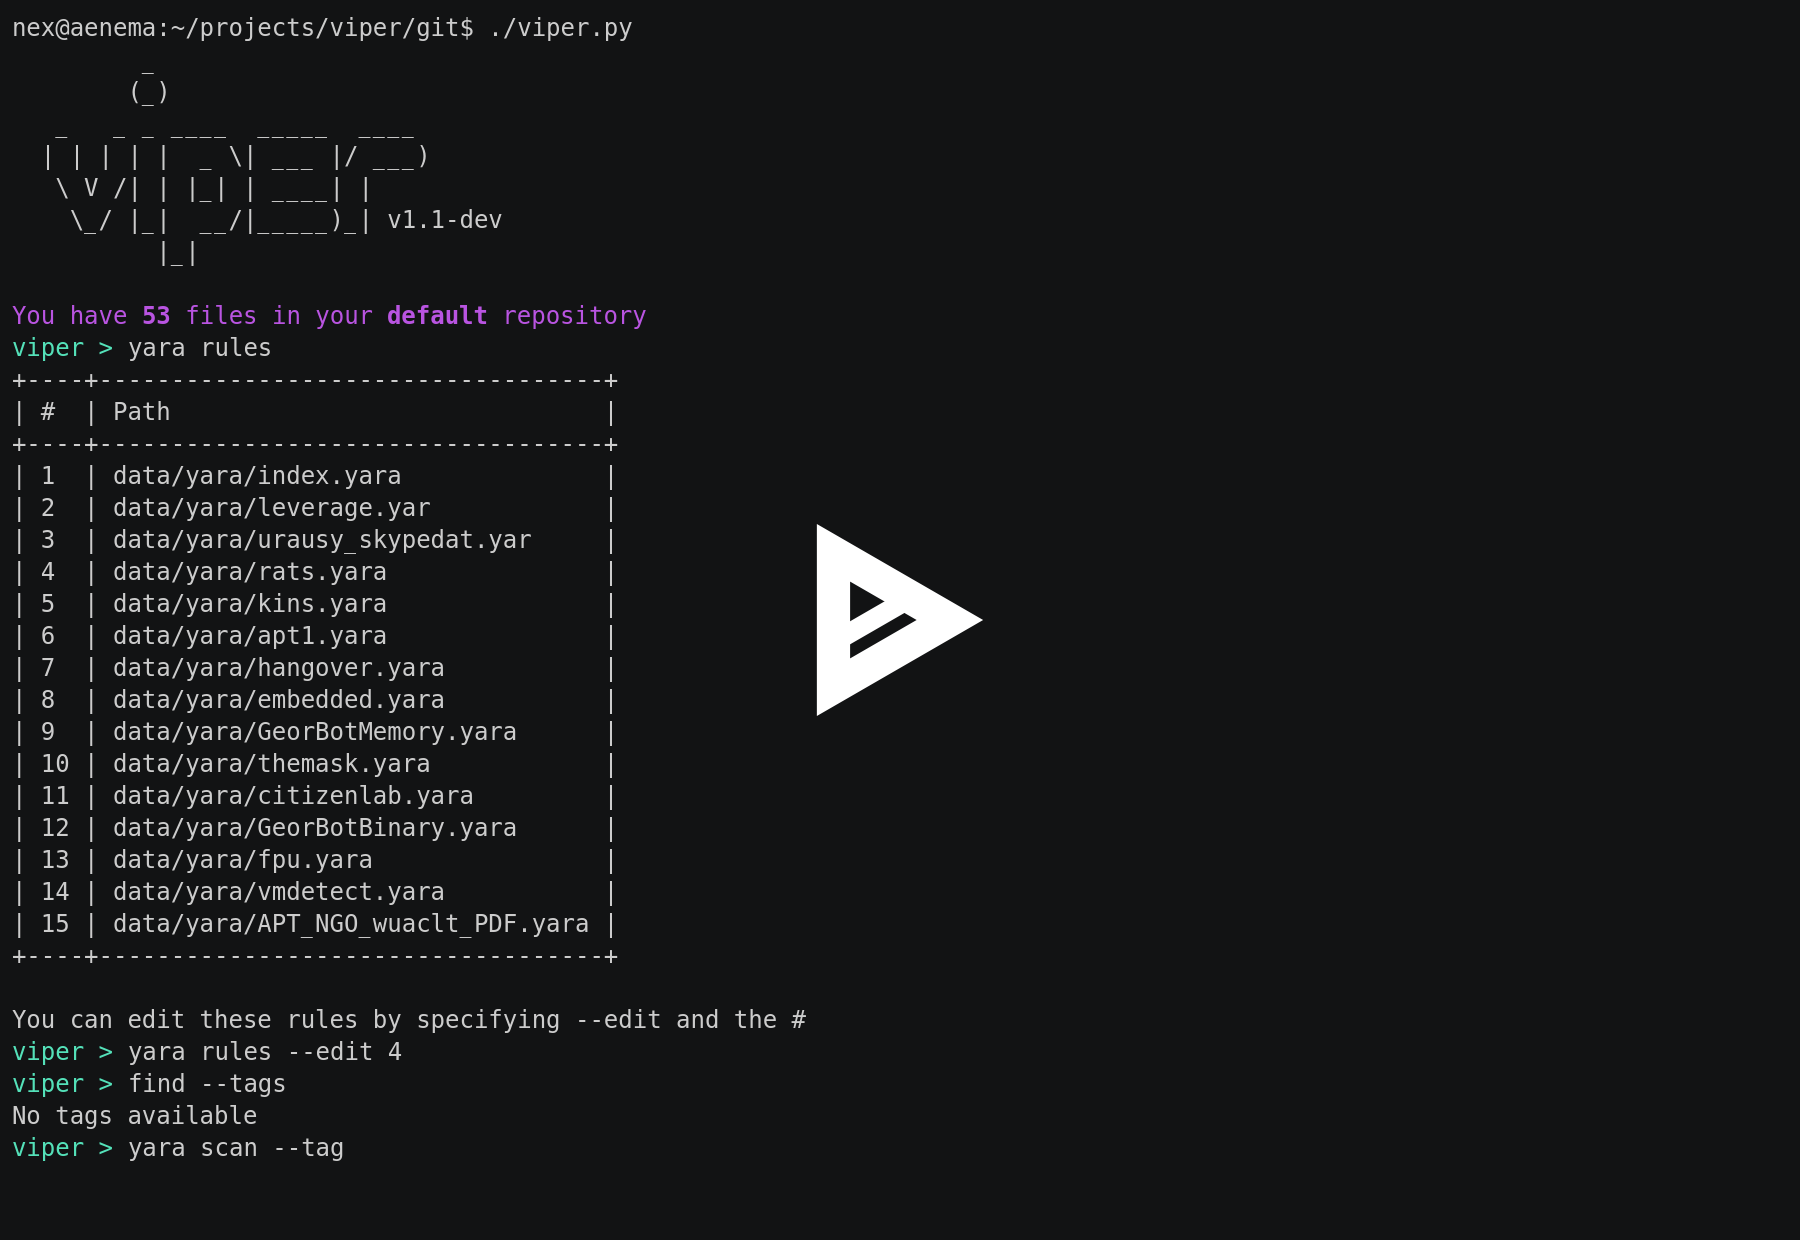 nex@aenema:~/projects/viper/git$ ./viper.py
         _
        (_)
   _   _ _ ____  _____  ____
  | | | | |  _ \| ___ |/ ___)
   \ V /| | |_| | ____| |
    \_/ |_|  __/|_____)_| v1.1-dev
          |_|
You have 53 files in your default repository
viper > yara rules
+----+-----------------------------------+
| #  | Path                              |
+----+-----------------------------------+
| 1  | data/yara/index.yara              |
| 2  | data/yara/leverage.yar            |
| 3  | data/yara/urausy_skypedat.yar     |
| 4  | data/yara/rats.yara               |
| 5  | data/yara/kins.yara               |
| 6  | data/yara/apt1.yara               |
| 7  | data/yara/hangover.yara           |
| 8  | data/yara/embedded.yara           |
| 9  | data/yara/GeorBotMemory.yara      |
| 10 | data/yara/themask.yara            |
| 11 | data/yara/citizenlab.yara         |
| 12 | data/yara/GeorBotBinary.yara      |
| 13 | data/yara/fpu.yara                |
| 14 | data/yara/vmdetect.yara           |
| 15 | data/yara/APT_NGO_wuaclt_PDF.yara |
+----+-----------------------------------+
You can edit these rules by specifying --edit and the #
viper > yara rules --edit 4
viper > find --tags
No tags available
viper > yara scan --tag